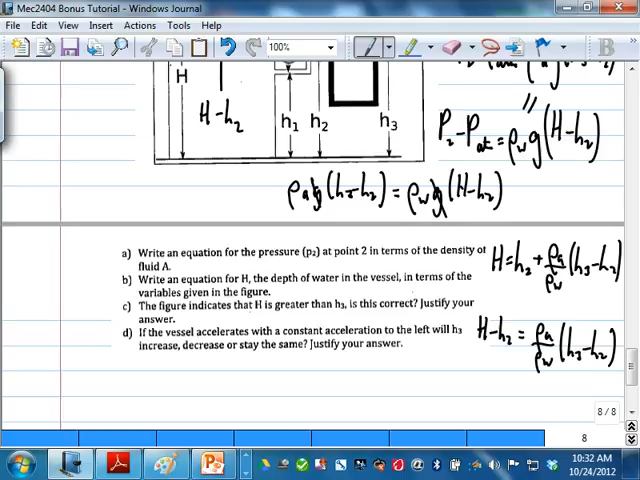 Mec2404 Bonus Tutorial - Windows Journal
File Edit View Insert Actions Tools Help
100%
B
H
H-h₂
h₁ h₂ h₃
P₂-Pat = ρwg(H-h₂)
ρag(h₃-h₂) = ρwg(H-h₂)
a) Write an equation for the pressure (p₂) at point 2 in terms of the density of
fluid A.
b) Write an equation for H, the depth of water in the vessel, in terms of the
variables given in the figure.
c) The figure indicates that H is greater than h₃, is this correct? Justify your
answer.
d) If the vessel accelerates with a constant acceleration to the left will h₃
increase, decrease or stay the same? Justify your answer.
H = h₂ + ρa/ρw (h₃-h₂)
H-h₂ = ρa/ρw (h₃-h₂)
8 / 8
8
10:32 AM
10/24/2012